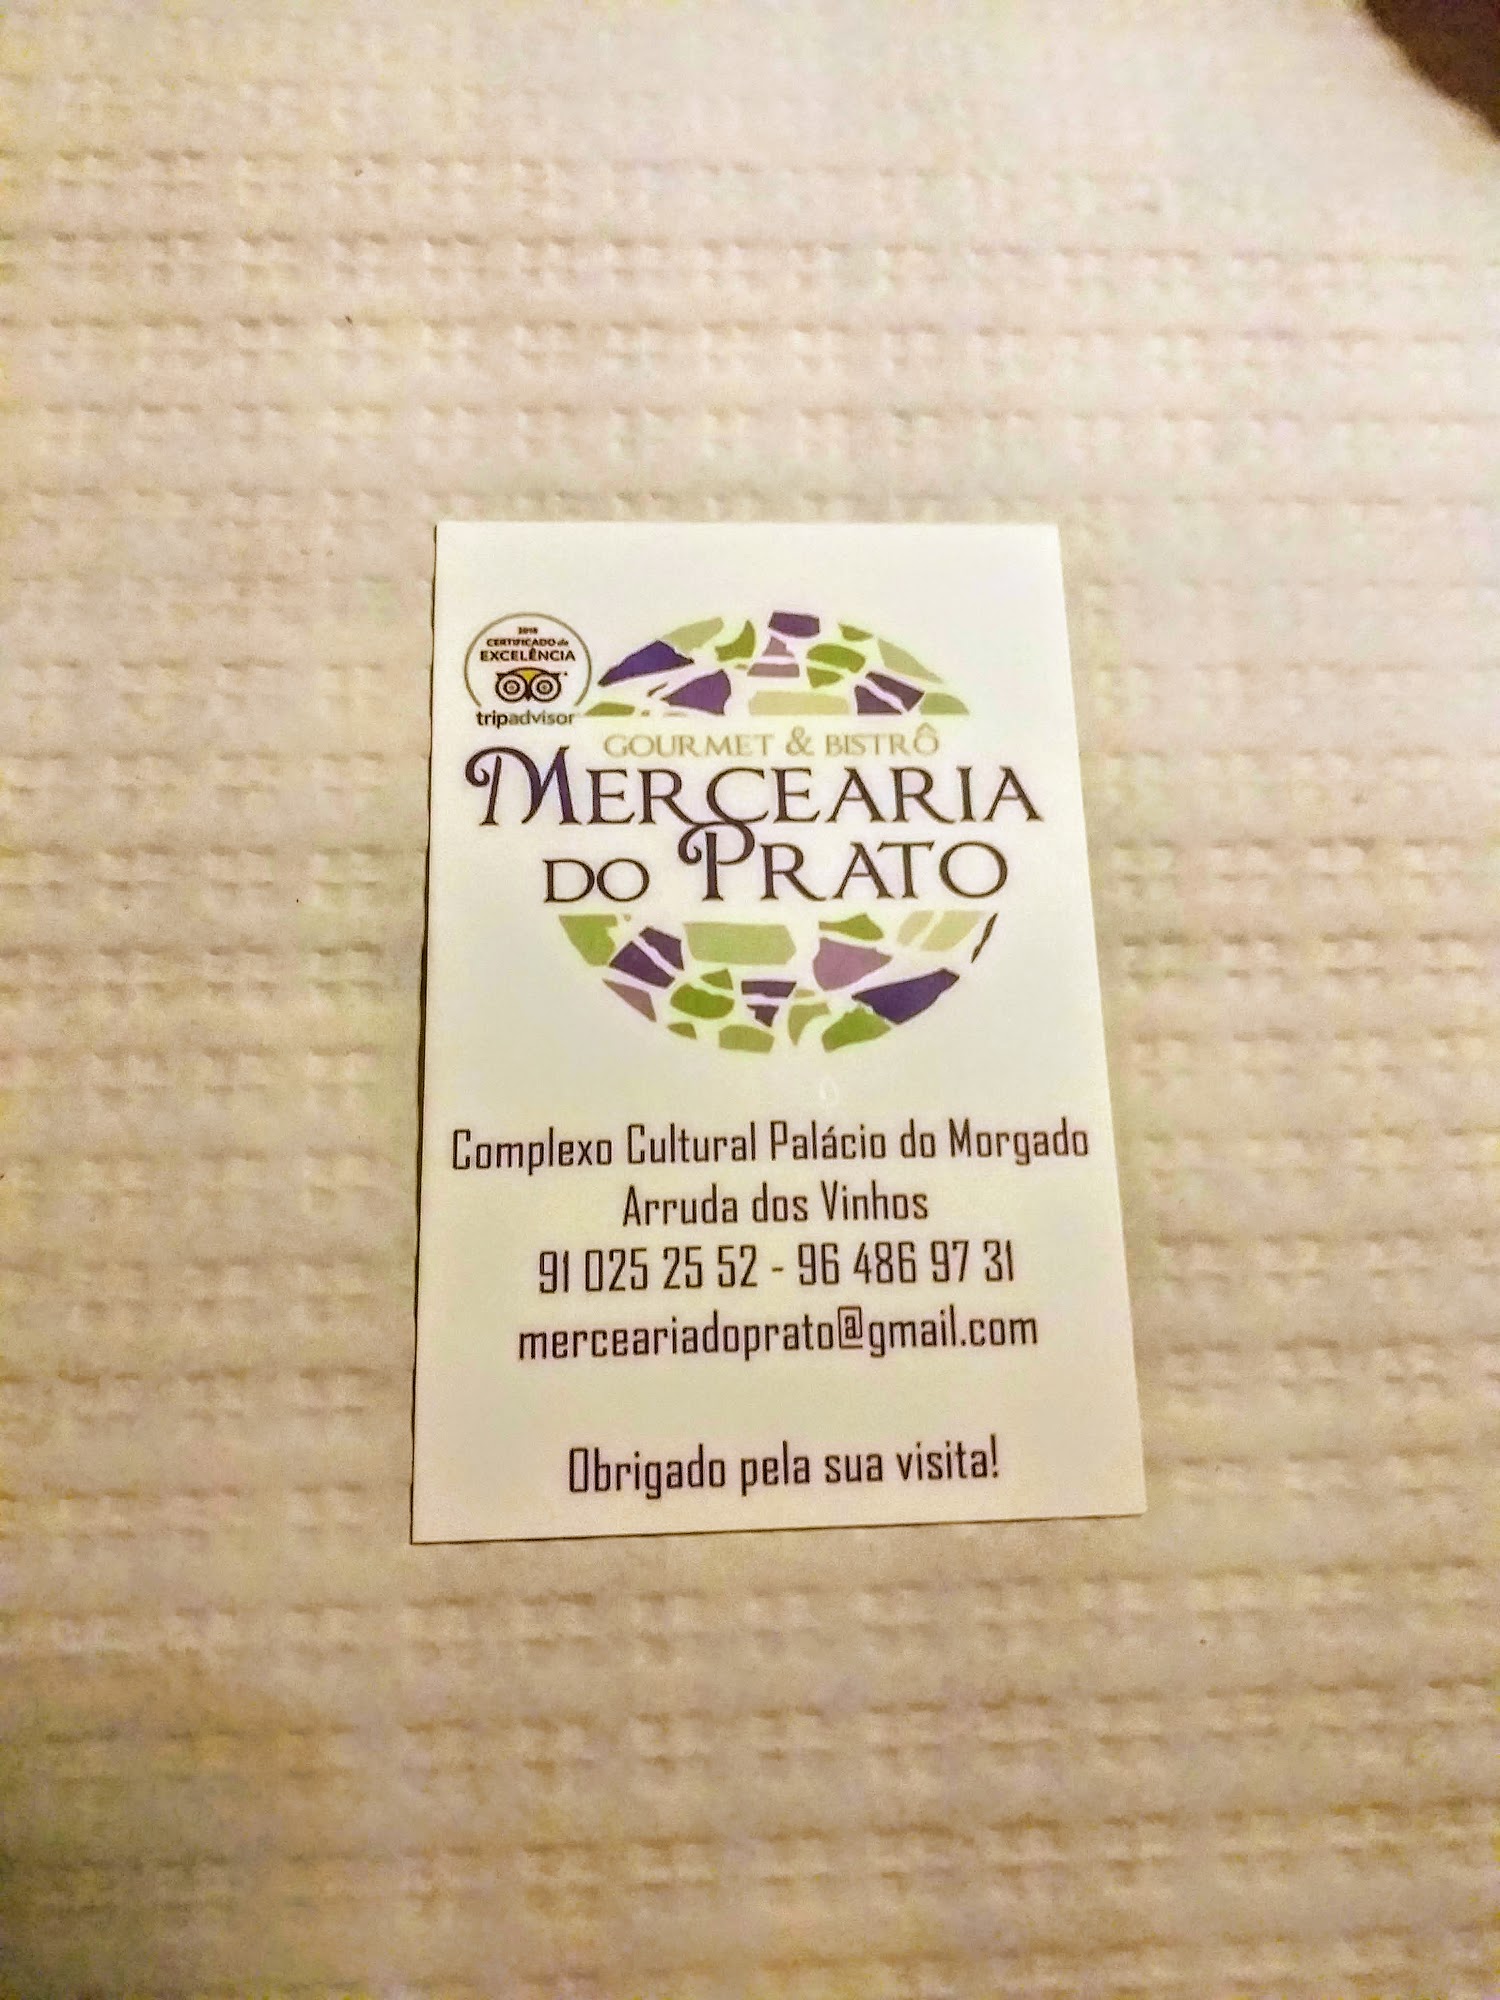 2018
CERTIFICADO de
EXCELÊNCIA
tripadvisor
GOURMET & BISTRÔ
MERCEARIA
DO PRATO
Complexo Cultural Palácio do Morgado
Arruda dos Vinhos
91 025 25 52 - 96 486 97 31
merceariadoprato@gmail.com
Obrigado pela sua visita!